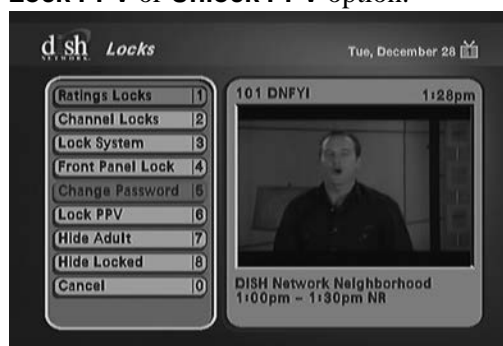 Lock PPV or Unlock PPV option.
dish
NETWORK
Locks
Tue, December 28
Ratings Locks 1
Channel Locks 2
Lock System 3
Front Panel Lock 4
Change Password 5
Lock PPV 6
Hide Adult 7
Hide Locked 8
Cancel 0
101 DNFYI 1:28pm
DISH Network Neighborhood
1:00pm - 1:30pm NR